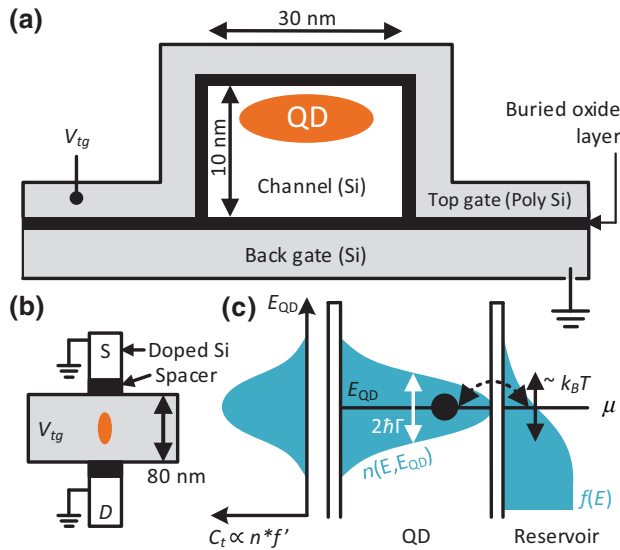 (a)
30 nm
Buried oxide
layer
QD
10 nm
V_tg
Channel (Si)
Top gate (Poly Si)
Back gate (Si)
(b)
S
Doped Si
Spacer
V_tg
80 nm
D
(c)
E_QD
E_QD
~ k_BT
μ
2ħΓ
n(E,E_QD)
f(E)
C_t ∝ n*f'
QD
Reservoir